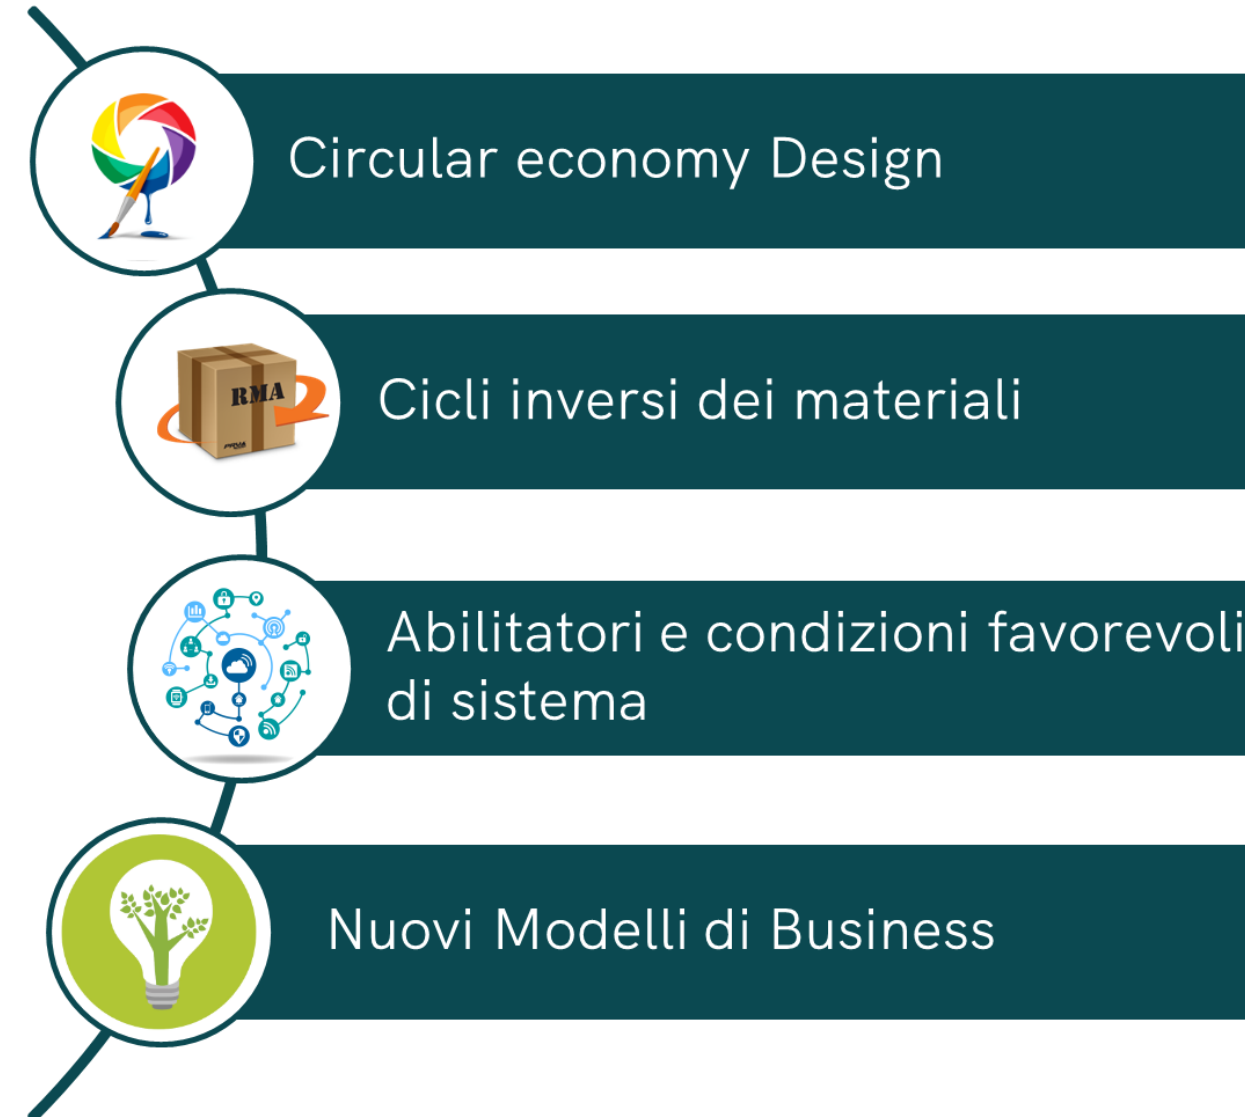 Circular economy Design
RMA
Cicli inversi dei materiali
Abilitatori e condizioni favorevoli
di sistema
Nuovi Modelli di Business